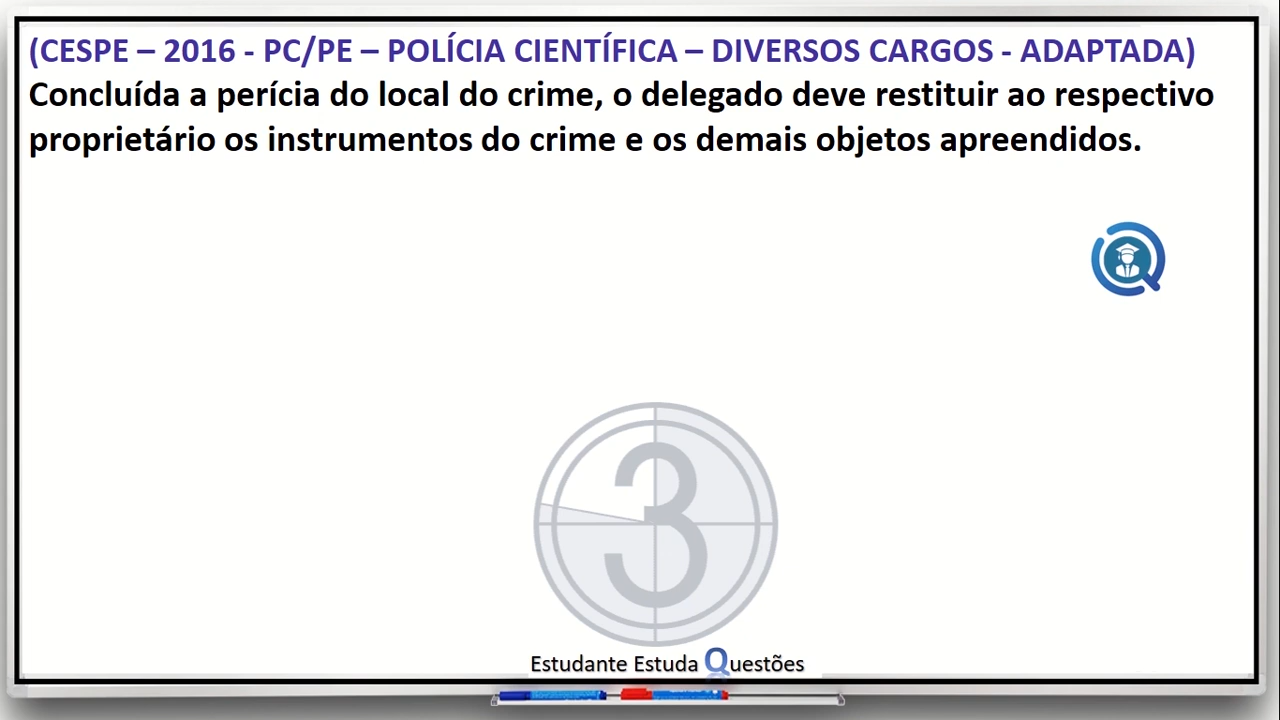 (CESPE – 2016 - PC/PE – POLÍCIA CIENTÍFICA – DIVERSOS CARGOS - ADAPTADA)
Concluída a perícia do local do crime, o delegado deve restituir ao respectivo
proprietário os instrumentos do crime e os demais objetos apreendidos.
3
Estudante Estuda Questões